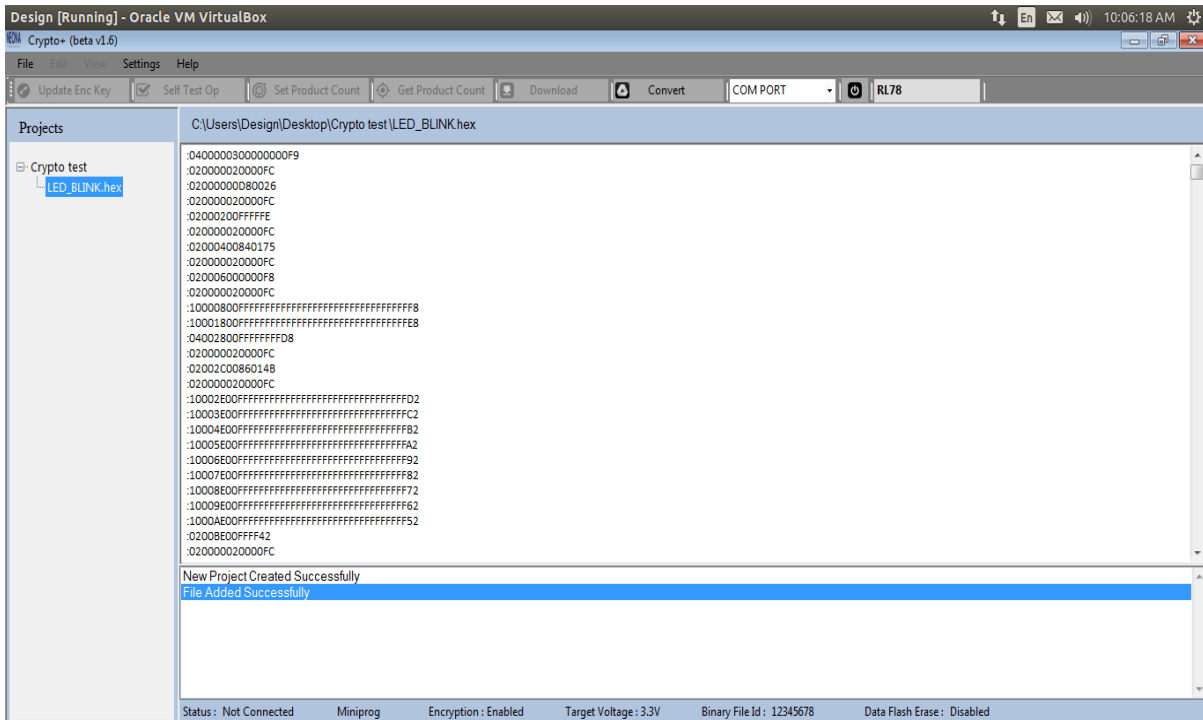 Design [Running] - Oracle VM VirtualBox En 10:06:18 AM
Crypto+ (beta v1.6)
File Edit View Settings Help
Update Enc Key Self Test Op Set Product Count Get Product Count Download Convert COM PORT RL78
Projects
C:\Users\Design\Desktop\Crypto test\LED_BLINK.hex
Crypto test
LED_BLINK.hex
:0400000300000000F9
:020000020000FC
:02000000D80026
:020000020000FC
:02000200FFFFFE
:020000020000FC
:02000400840175
:020000020000FC
:020006000000F8
:020000020000FC
:10000800FFFFFFFFFFFFFFFFFFFFFFFFFFFFFFFFF8
:10001800FFFFFFFFFFFFFFFFFFFFFFFFFFFFFFFFE8
:04002800FFFFFFFFD8
:020000020000FC
:02002C0086014B
:020000020000FC
:10002E00FFFFFFFFFFFFFFFFFFFFFFFFFFFFFFFFD2
:10003E00FFFFFFFFFFFFFFFFFFFFFFFFFFFFFFFFC2
:10004E00FFFFFFFFFFFFFFFFFFFFFFFFFFFFFFFFB2
:10005E00FFFFFFFFFFFFFFFFFFFFFFFFFFFFFFFFA2
:10006E00FFFFFFFFFFFFFFFFFFFFFFFFFFFFFFFF92
:10007E00FFFFFFFFFFFFFFFFFFFFFFFFFFFFFFFF82
:10008E00FFFFFFFFFFFFFFFFFFFFFFFFFFFFFFFF72
:10009E00FFFFFFFFFFFFFFFFFFFFFFFFFFFFFFFF62
:1000AE00FFFFFFFFFFFFFFFFFFFFFFFFFFFFFFFF52
:0200BE00FFFF42
:020000020000FC
New Project Created Successfully
File Added Successfully
Status : Not Connected Miniprog Encryption : Enabled Target Voltage : 3.3V Binary File Id : 12345678 Data Flash Erase : Disabled